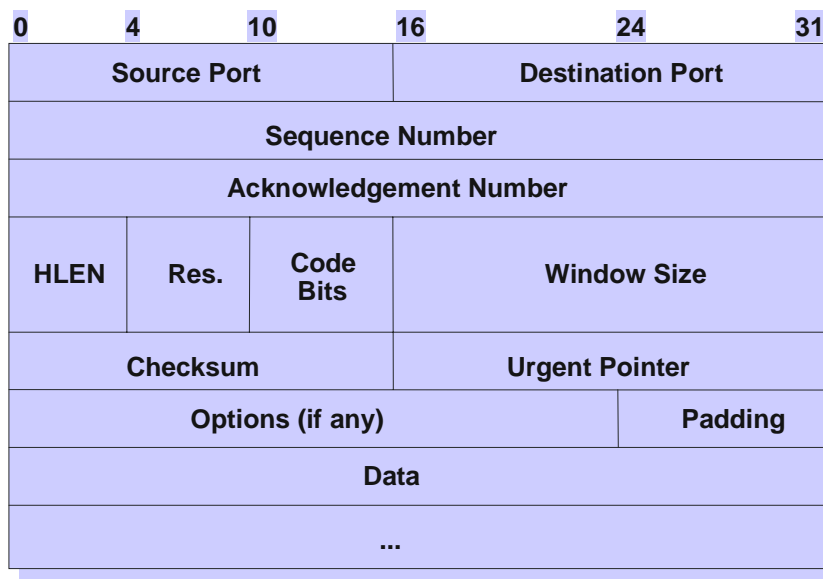 0 4 10 16 24 31
Source Port Destination Port
Sequence Number
Acknowledgement Number
HLEN Res. Code Bits Window Size
Checksum Urgent Pointer
Options (if any) Padding
Data
...